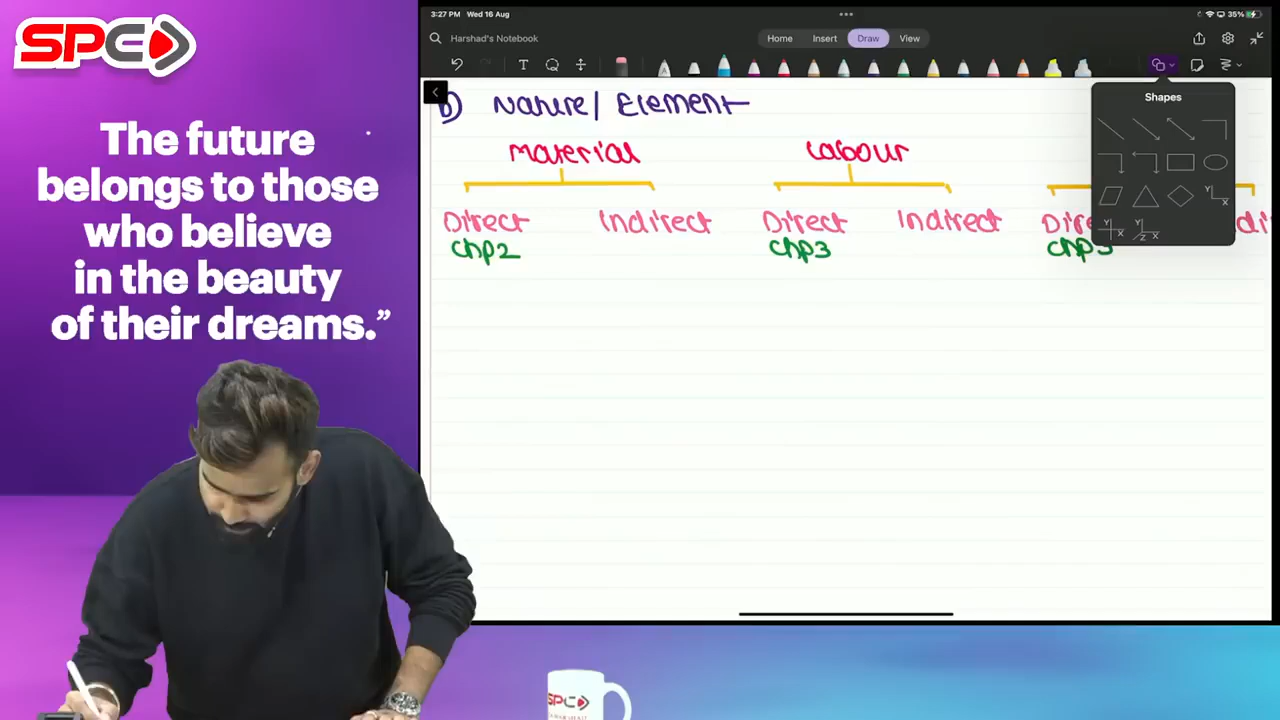 SPC
The future
belongs to those
who believe
in the beauty
of their dreams.”
3:27 PM Wed 16 Aug
35%
Harshad's Notebook
Home Insert Draw View
Shapes
b) Nature/ Element
Material Labour
Direct Indirect Direct Indirect
Chp2 Chp3
SPC